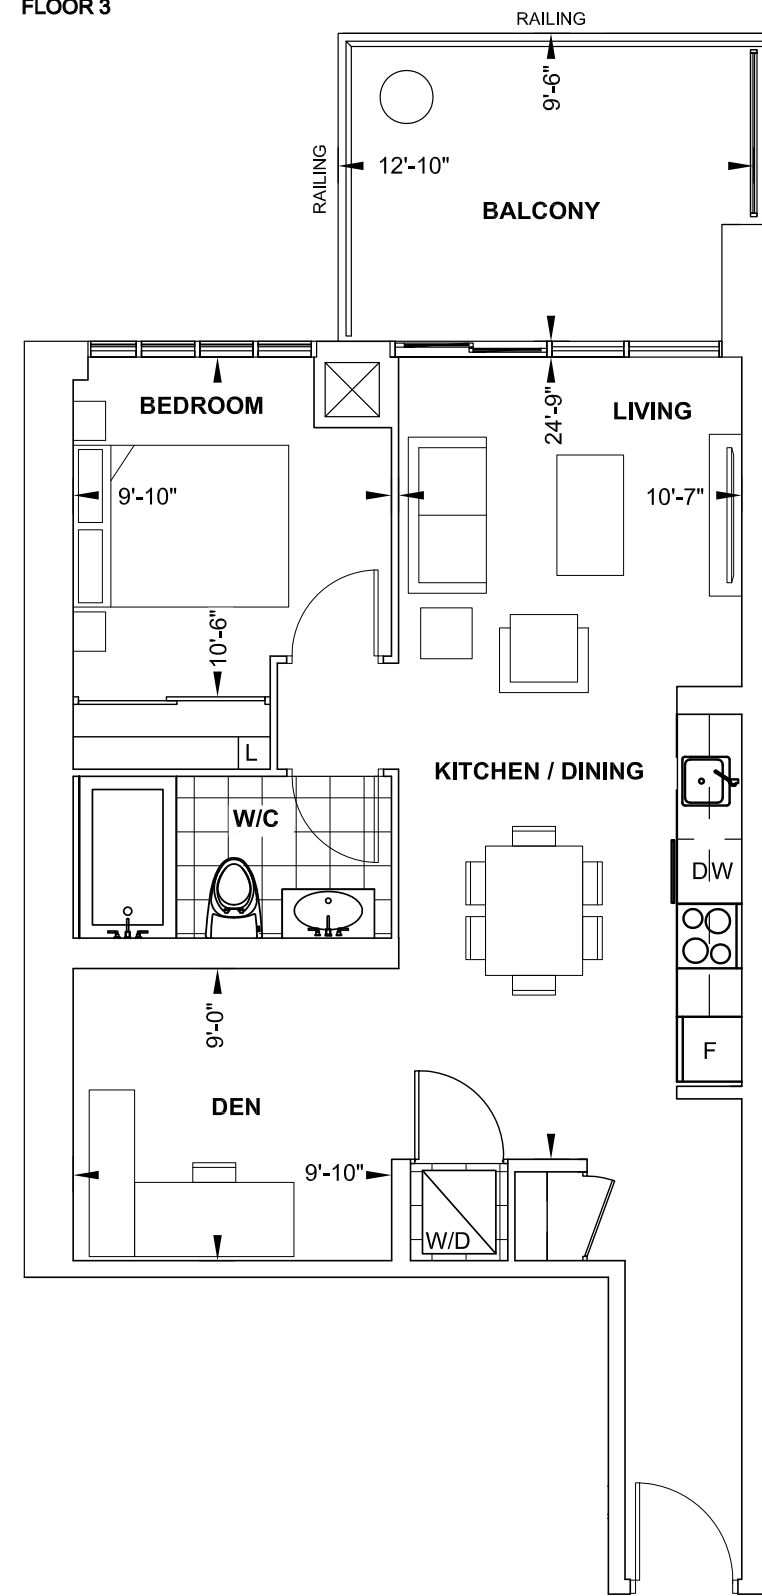 FLOOR 3
RAILING
9'-6"
RAILING
12'-10"
BALCONY
BEDROOM
24'-9"
LIVING
9'-10"
10'-7"
10'-6"
L
KITCHEN / DINING
W/C
DW
9'-0"
F
DEN
9'-10"
W/D